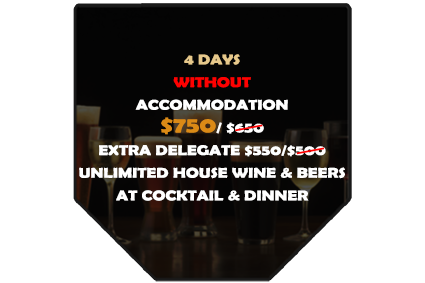 4 DAYS
WITHOUT
ACCOMMODATION
$750/ $650
EXTRA DELEGATE $550/$500
UNLIMITED HOUSE WINE & BEERS
AT COCKTAIL & DINNER